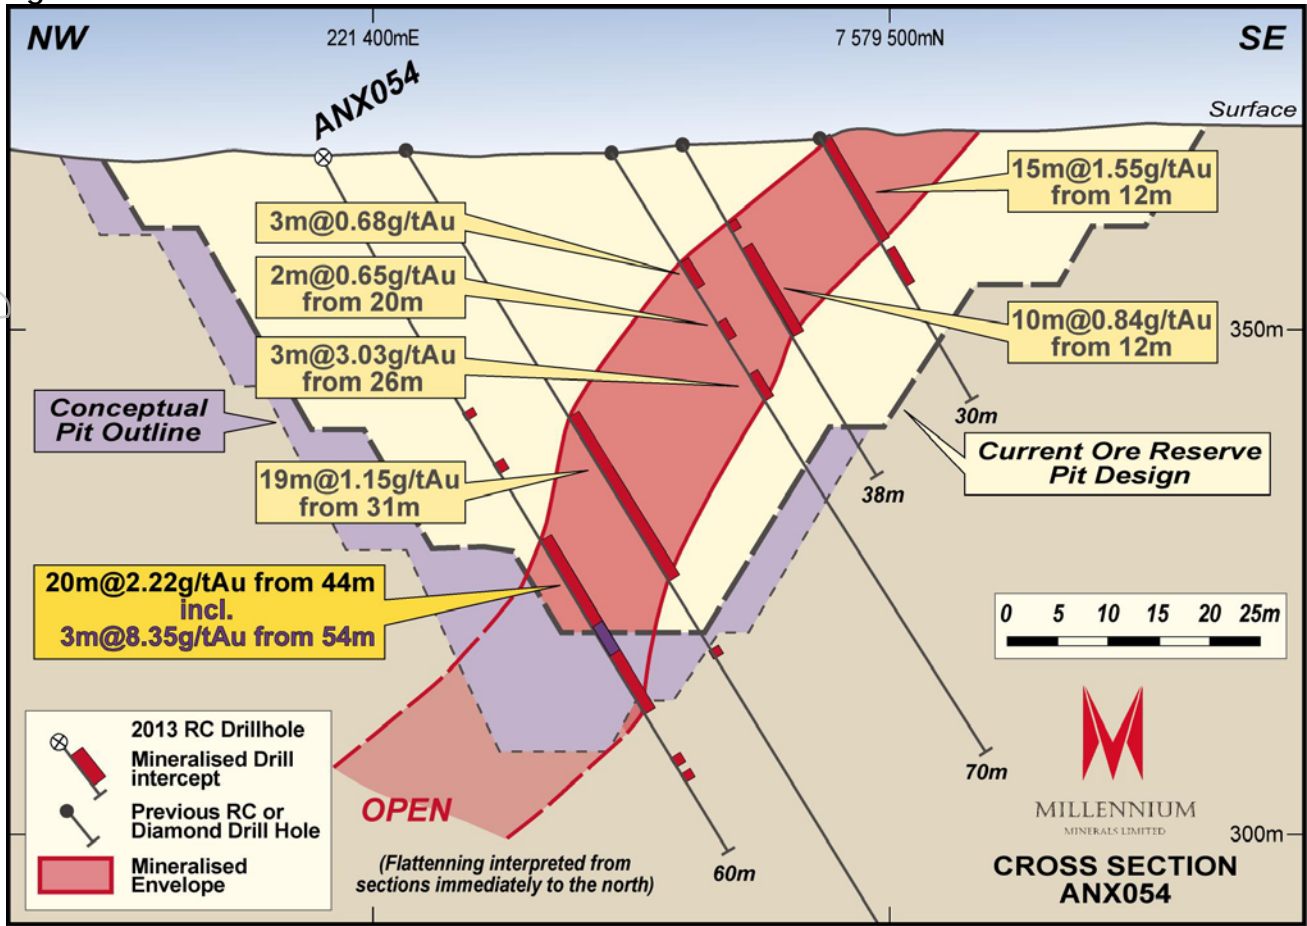 NW
221 400mE
7 579 500mN
SE
ANX054
Surface
15m@1.55g/tAu
from 12m
3m@0.68g/tAu
2m@0.65g/tAu
from 20m
10m@0.84g/tAu
from 12m
350m
3m@3.03g/tAu
from 26m
30m
Conceptual
Pit Outline
Current Ore Reserve
Pit Design
19m@1.15g/tAu
from 31m
38m
20m@2.22g/tAu from 44m
incl.
3m@8.35g/tAu from 54m
0 5 10 15 20 25m
2013 RC Drillhole
Mineralised Drill
intercept
Previous RC or
Diamond Drill Hole
Mineralised
Envelope
OPEN
(Flattenning interpreted from
sections immediately to the north)
60m
70m
MILLENNIUM
MINERALS LIMITED
300m
CROSS SECTION
ANX054